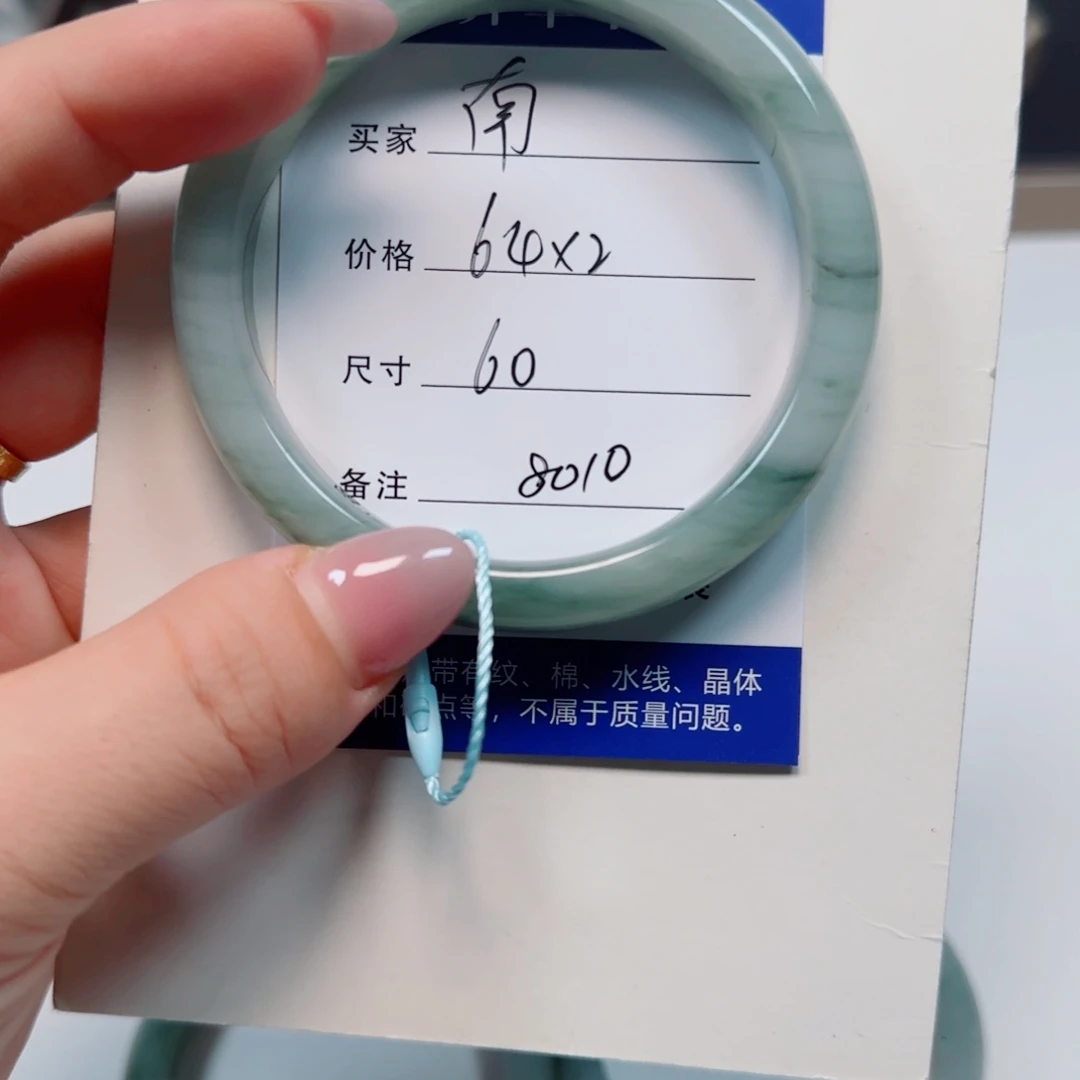 买家 南
价格 64x2
尺寸 60
备注 8010
带有纹、棉、水线、晶体
点等，不属于质量问题。